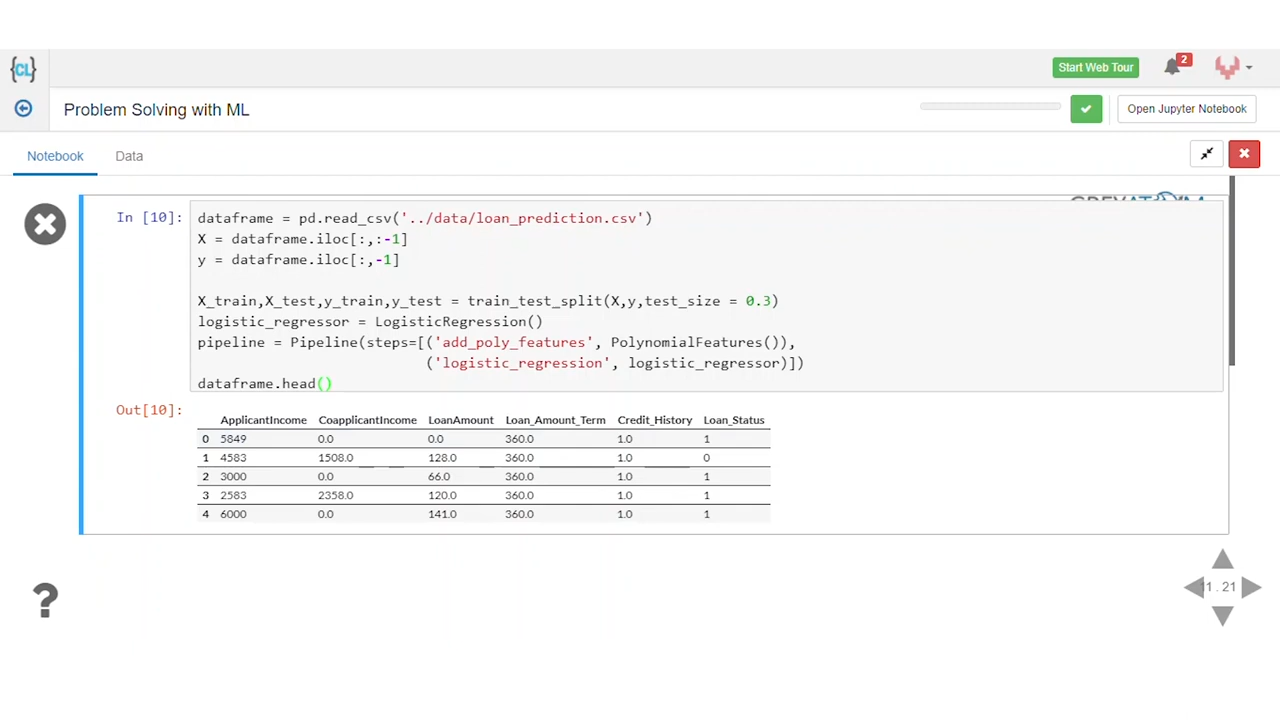 {CL}
Start Web Tour
2
Problem Solving with ML
Open Jupyter Notebook
Notebook Data
In [10]:
dataframe = pd.read_csv('../data/loan_prediction.csv')
X = dataframe.iloc[:,:-1]
y = dataframe.iloc[:,-1]
X_train,X_test,y_train,y_test = train_test_split(X,y,test_size = 0.3)
logistic_regressor = LogisticRegression()
pipeline = Pipeline(steps=[('add_poly_features', PolynomialFeatures()),
('logistic_regression', logistic_regressor)])
dataframe.head()
Out[10]:
ApplicantIncome CoapplicantIncome LoanAmount Loan_Amount_Term Credit_History Loan_Status
0 5849 0.0 0.0 360.0 1.0 1
1 4583 1508.0 128.0 360.0 1.0 0
2 3000 0.0 66.0 360.0 1.0 1
3 2583 2358.0 120.0 360.0 1.0 1
4 6000 0.0 141.0 360.0 1.0 1
?
11 . 21